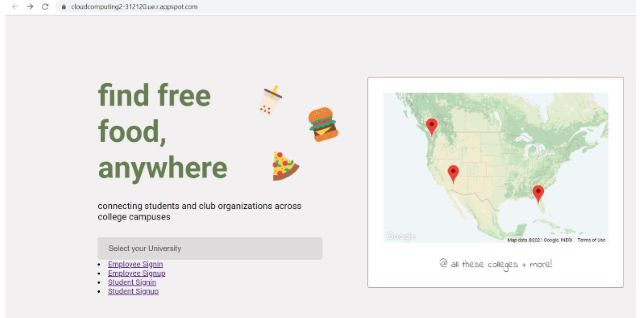 cloudcomputing2-312120.ue.r.appspot.com
find free
food,
anywhere
connecting students and club organizations across
college campuses
Select your University
Employee Signin
Employee Signup
Student Signin
Student Signup
Google
Map data ©2021 Google, INEGI
Terms of Use
@ all these colleges + more!